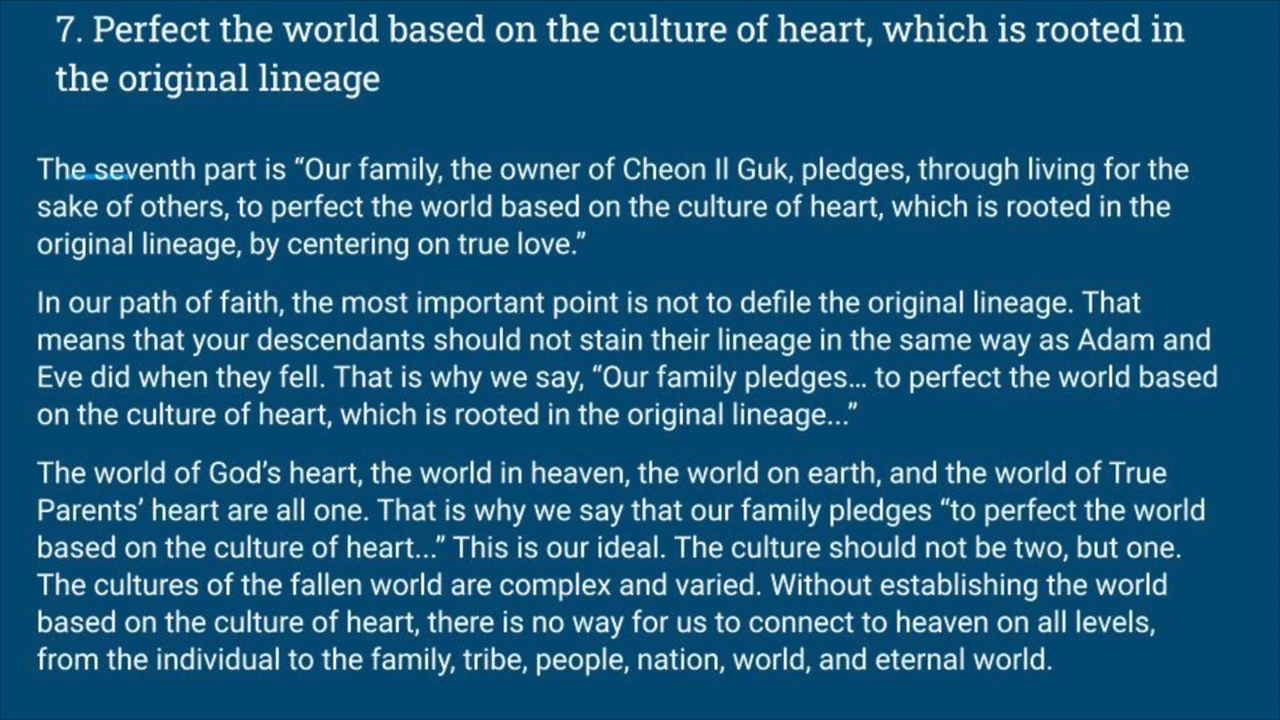 7. Perfect the world based on the culture of heart, which is rooted in
the original lineage
The seventh part is “Our family, the owner of Cheon Il Guk, pledges, through living for the
sake of others, to perfect the world based on the culture of heart, which is rooted in the
original lineage, by centering on true love.”
In our path of faith, the most important point is not to defile the original lineage. That
means that your descendants should not stain their lineage in the same way as Adam and
Eve did when they fell. That is why we say, “Our family pledges… to perfect the world based
on the culture of heart, which is rooted in the original lineage...”
The world of God’s heart, the world in heaven, the world on earth, and the world of True
Parents’ heart are all one. That is why we say that our family pledges “to perfect the world
based on the culture of heart...” This is our ideal. The culture should not be two, but one.
The cultures of the fallen world are complex and varied. Without establishing the world
based on the culture of heart, there is no way for us to connect to heaven on all levels,
from the individual to the family, tribe, people, nation, world, and eternal world.